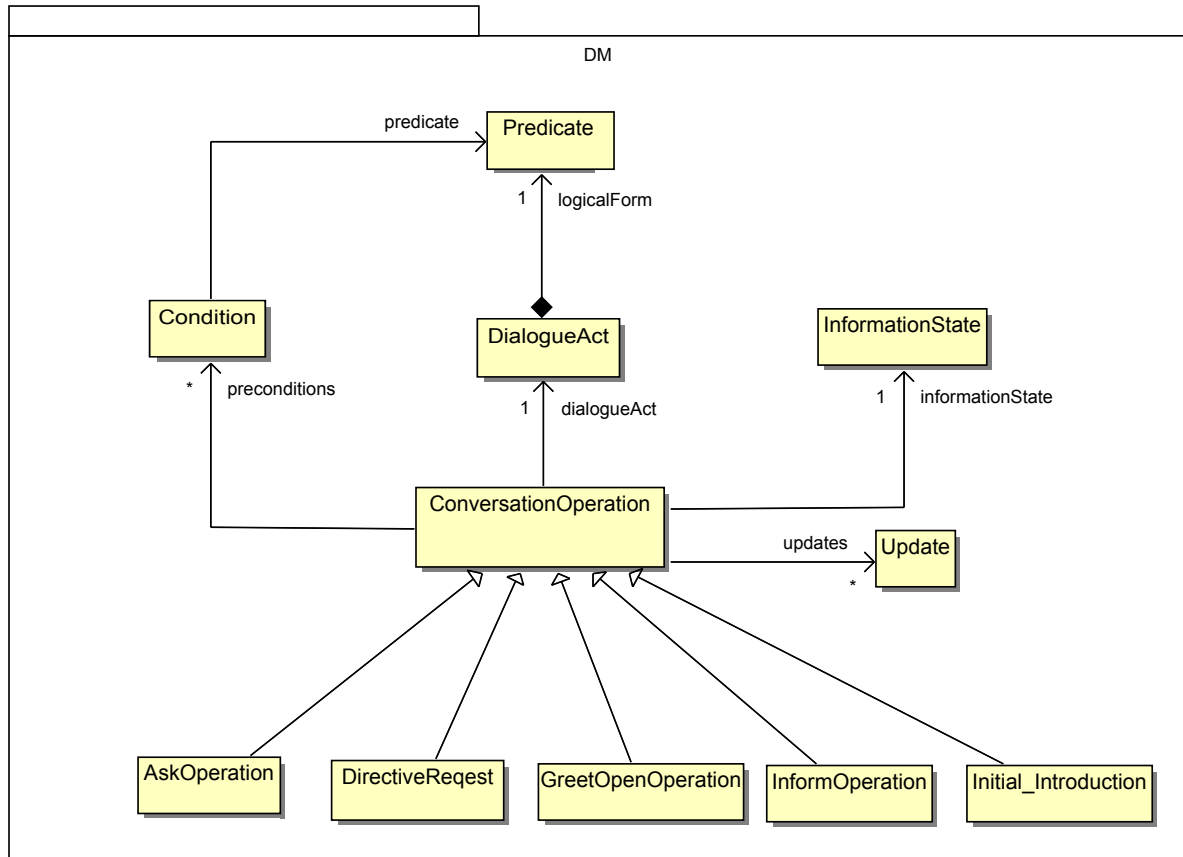 DM
predicate
Predicate
1 logicalForm
Condition
DialogueAct
InformationState
* preconditions
1 dialogueAct
1 informationState
ConversationOperation
updates
Update
*
AskOperation
DirectiveReqest
GreetOpenOperation
InformOperation
Initial_Introduction